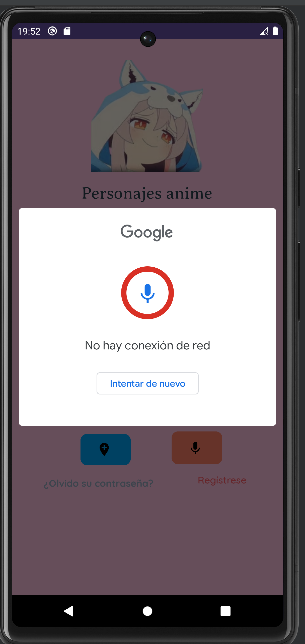 19:52
Personajes anime
Google
No hay conexión de red
Intentar de nuevo
¿Olvido su contraseña?
Registrese